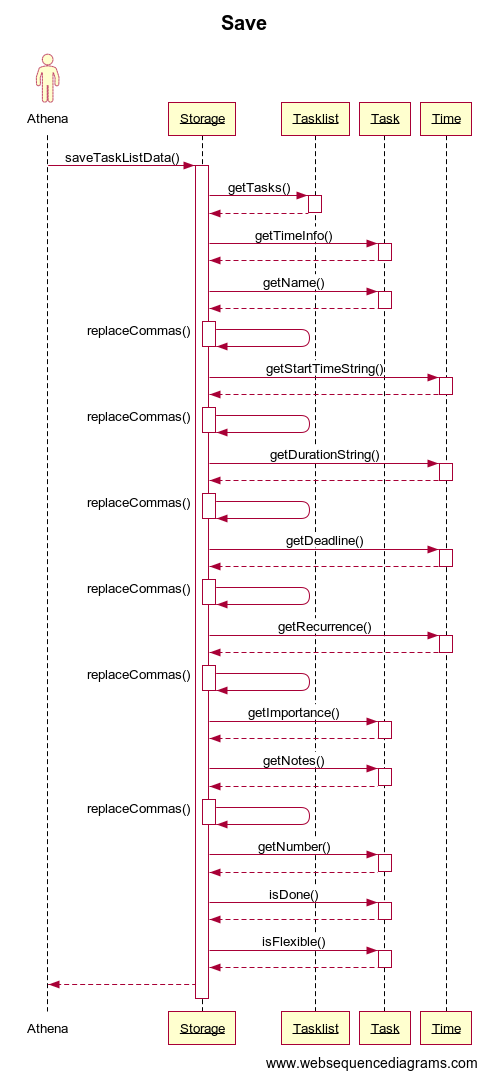 Save
Athena
Storage
Tasklist
Task
Time
saveTaskListData()
getTasks()
getTimeInfo()
getName()
replaceCommas()
getStartTimeString()
replaceCommas()
getDurationString()
replaceCommas()
getDeadline()
replaceCommas()
getRecurrence()
replaceCommas()
getImportance()
getNotes()
replaceCommas()
getNumber()
isDone()
isFlexible()
Athena
Storage
Tasklist
Task
Time
www.websequencediagrams.com